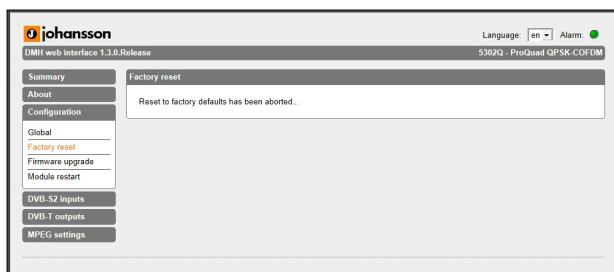 johansson
Language: en Alarm:
DMH web interface 1.3.0.Release 5302Q - ProQuad QPSK-COFDM
Summary
About
Configuration
Global
Factory reset
Firmware upgrade
Module restart
DVB-S2 inputs
DVB-T outputs
MPEG settings
Factory reset
Reset to factory defaults has been aborted...